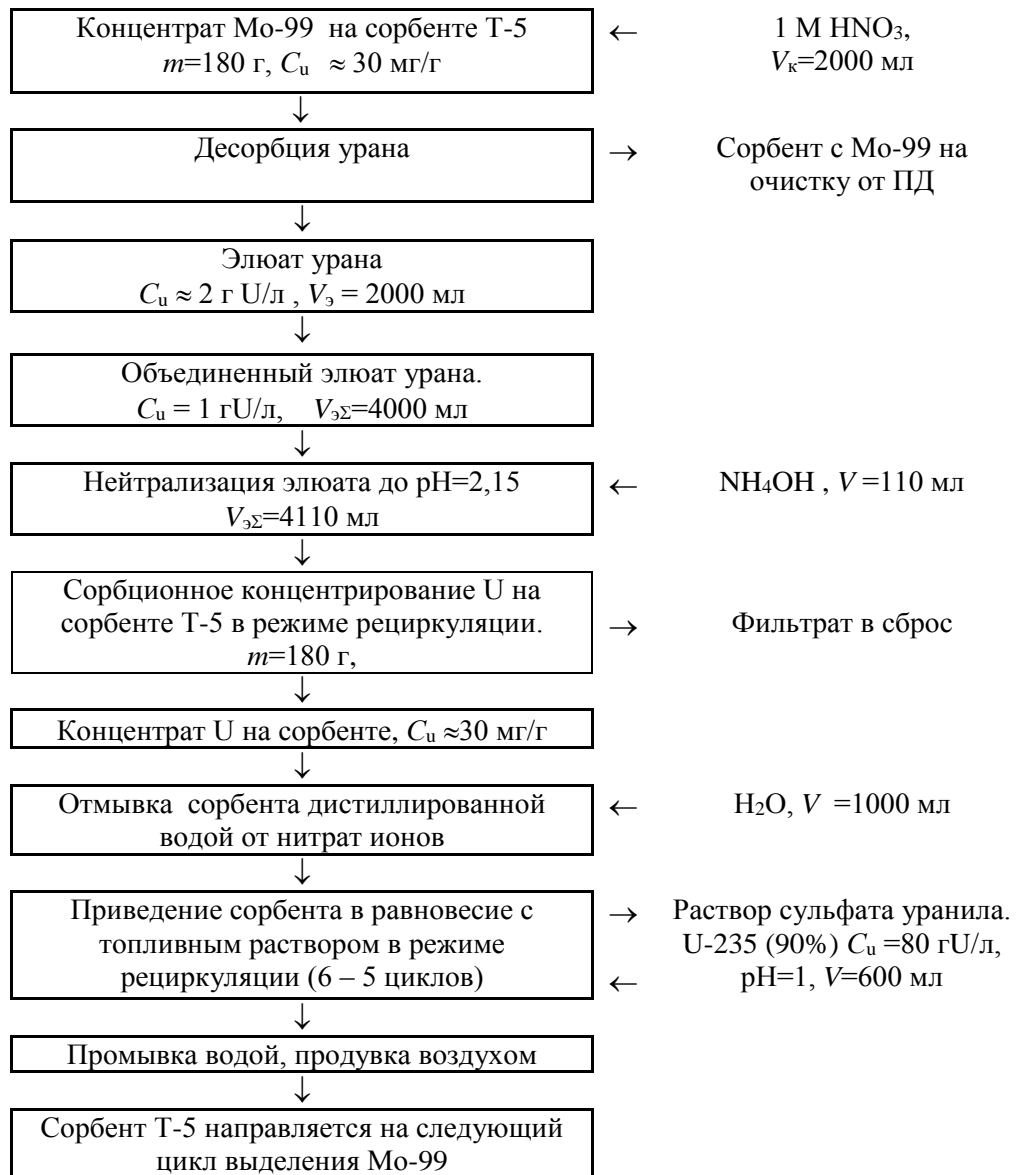 Концентрат Мо-99 на сорбенте Т-5
m=180 г, Cu ≈ 30 мг/г
←
1 М HNO₃,
Vк=2000 мл
↓
Десорбция урана
→
Сорбент с Мо-99 на
очистку от ПД
↓
Элюат урана
Cu ≈ 2 г U/л , Vэ = 2000 мл
↓
Объединенный элюат урана.
Cu = 1 гU/л, VэΣ=4000 мл
↓
Нейтрализация элюата до pH=2,15
VэΣ=4110 мл
←
NH₄OH , V =110 мл
↓
Сорбционное концентрирование U на
сорбенте Т-5 в режиме рециркуляции.
m=180 г,
→
Фильтрат в сброс
↓
Концентрат U на сорбенте, Cu ≈30 мг/г
↓
Отмывка сорбента дистиллированной
водой от нитрат ионов
←
H₂O, V =1000 мл
↓
Приведение сорбента в равновесие с
топливным раствором в режиме
рециркуляции (6 – 5 циклов)
→
←
Раствор сульфата уранила.
U-235 (90%) Cu =80 гU/л,
pH=1, V=600 мл
↓
Промывка водой, продувка воздухом
↓
Сорбент Т-5 направляется на следующий
цикл выделения Мо-99